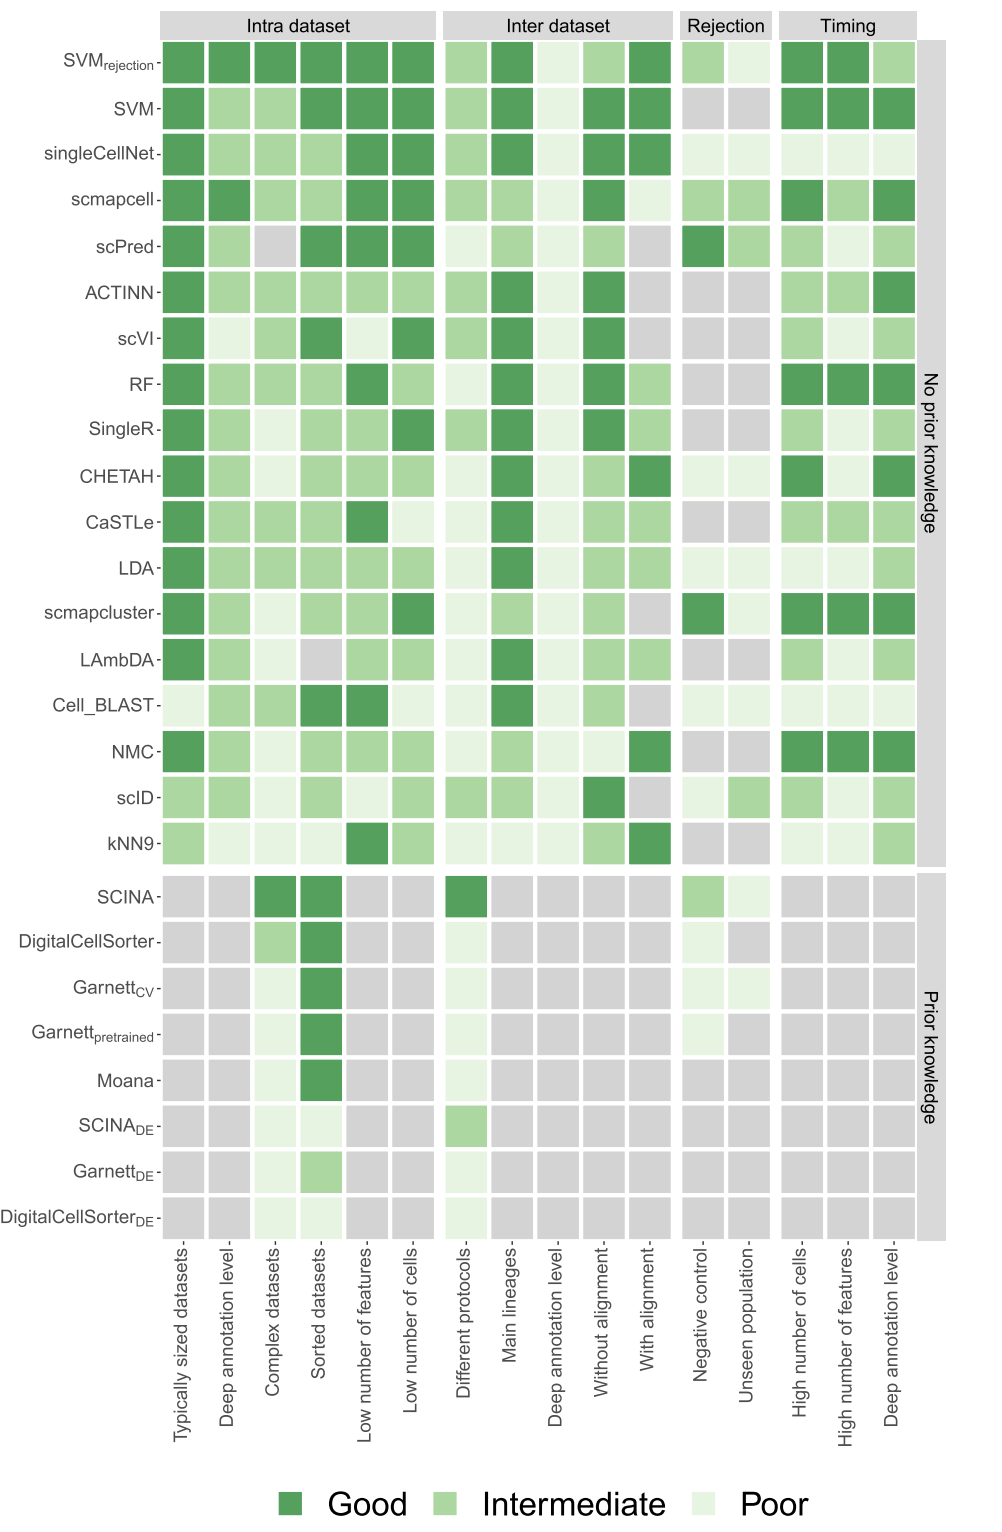 Intra dataset Inter dataset Rejection Timing
SVMrejection
SVM
singleCellNet
scmapcell
scPred
ACTINN
scVI
RF
SingleR
CHETAH
CaSTLe
LDA
scmapcluster
LAmbDA
Cell_BLAST
NMC
scID
kNN9
No prior knowledge
SCINA
DigitalCellSorter
GarnettCV
Garnettpretrained
Moana
SCINADE
GarnettDE
DigitalCellSorterDE
Prior knowledge
Typically sized datasets
Deep annotation level
Complex datasets
Sorted datasets
Low number of features
Low number of cells
Different protocols
Main lineages
Deep annotation level
Without alignment
With alignment
Negative control
Unseen population
High number of cells
High number of features
Deep annotation level
Good Intermediate Poor